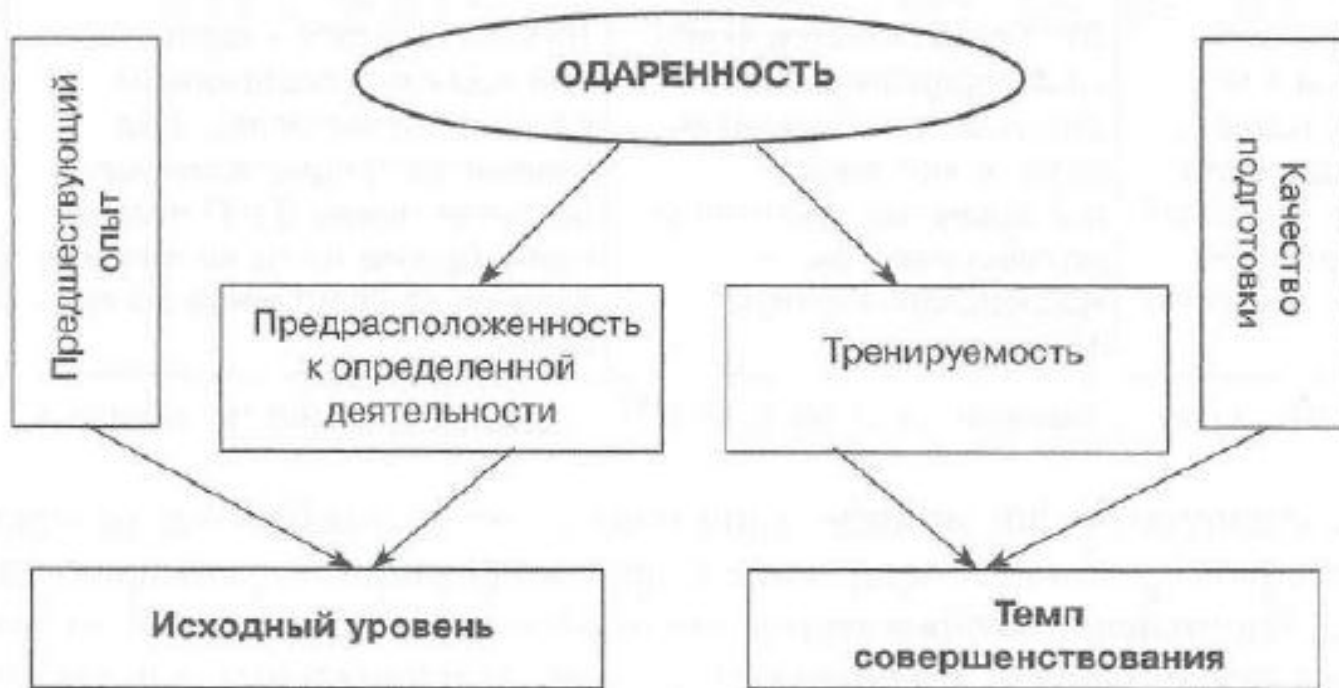 ОДАРЕННОСТЬ
Предшествующий
опыт
Качество
подготовки
Предрасположенность
к определенной
деятельности
Тренируемость
Исходный уровень
Темп
совершенствования